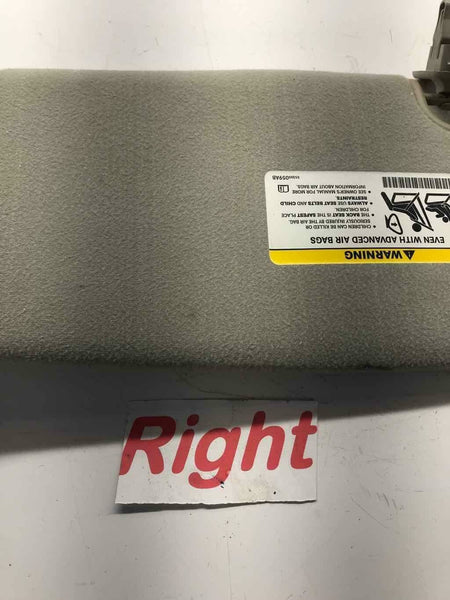 WARNING
EVEN WITH ADVANCED AIR BAGS
• CHILDREN CAN BE KILLED OR
SERIOUSLY INJURED BY THE AIR BAG.
• THE BACK SEAT IS THE SAFEST PLACE
FOR CHILDREN.
• ALWAYS USE SEAT BELTS AND CHILD
RESTRAINTS.
• SEE OWNER'S MANUAL FOR MORE
INFORMATION ABOUT AIR BAGS.
Right